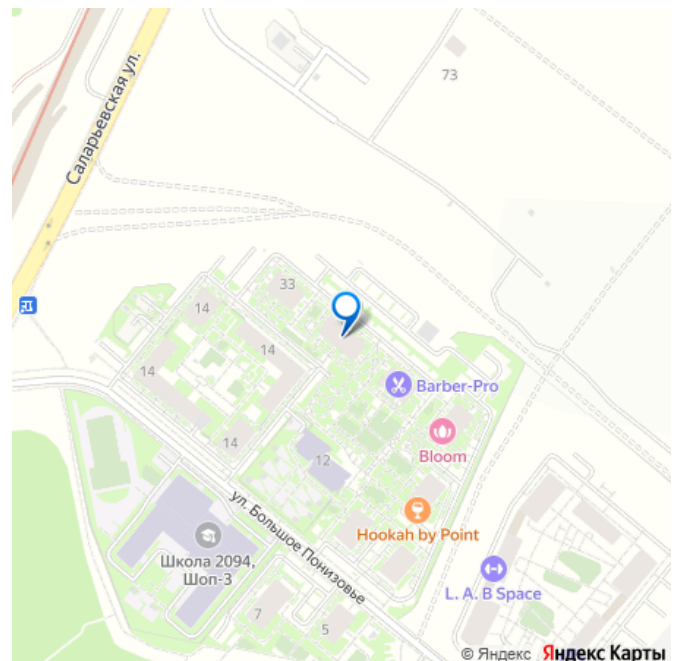 73
Саларьевская ул.
33
14
14
14
14
Barber-Pro
Bloom
12
Hookah by Point
ул. Большое Понизовье
Школа 2094,
Шоп-3
L. A. B Space
7
5
© Яндекс Яндекс Карты